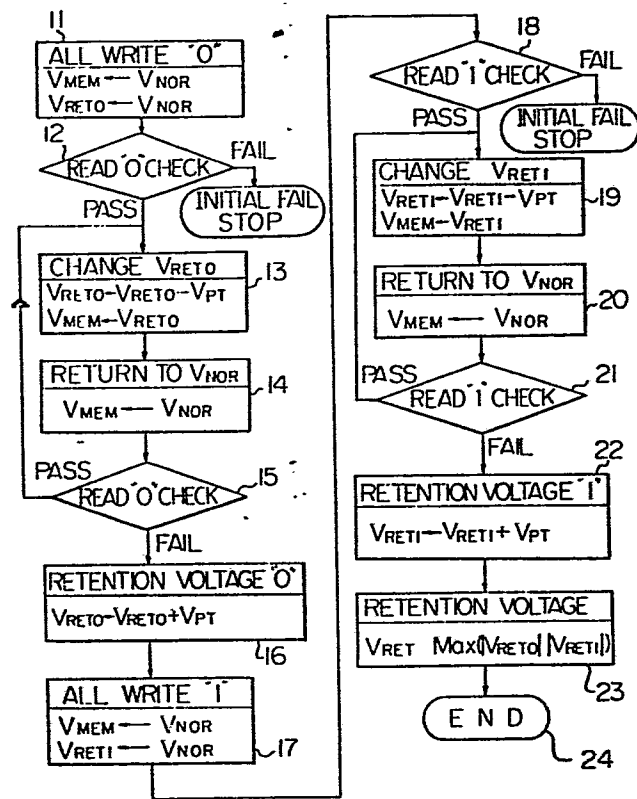 11
ALL WRITE "0"
VMEM ← VNOR
VRET0 ← VNOR
12
READ "0" CHECK
FAIL
INITIAL FAIL
STOP
PASS
CHANGE VRET0
13
VRET0-VRET0-VPT
VMEM←VRET0
RETURN TO VNOR
14
VMEM ← VNOR
PASS
READ "0" CHECK
15
FAIL
RETENTION VOLTAGE "0"
VRET0-VRET0+VPT
16
ALL WRITE "1"
VMEM ← VNOR
VRET1 ← VNOR
17
18
READ "1" CHECK
FAIL
INITIAL FAIL
STOP
PASS
CHANGE VRET1
VRET1-VRET1-VPT
VMEM-VRET1
19
RETURN TO VNOR
VMEM ← VNOR
20
PASS
READ "1" CHECK
21
FAIL
22
RETENTION VOLTAGE "1"
VRET1-VRET1+VPT
RETENTION VOLTAGE
VRET Max(|VRET0| |VRET1|)
23
END
24